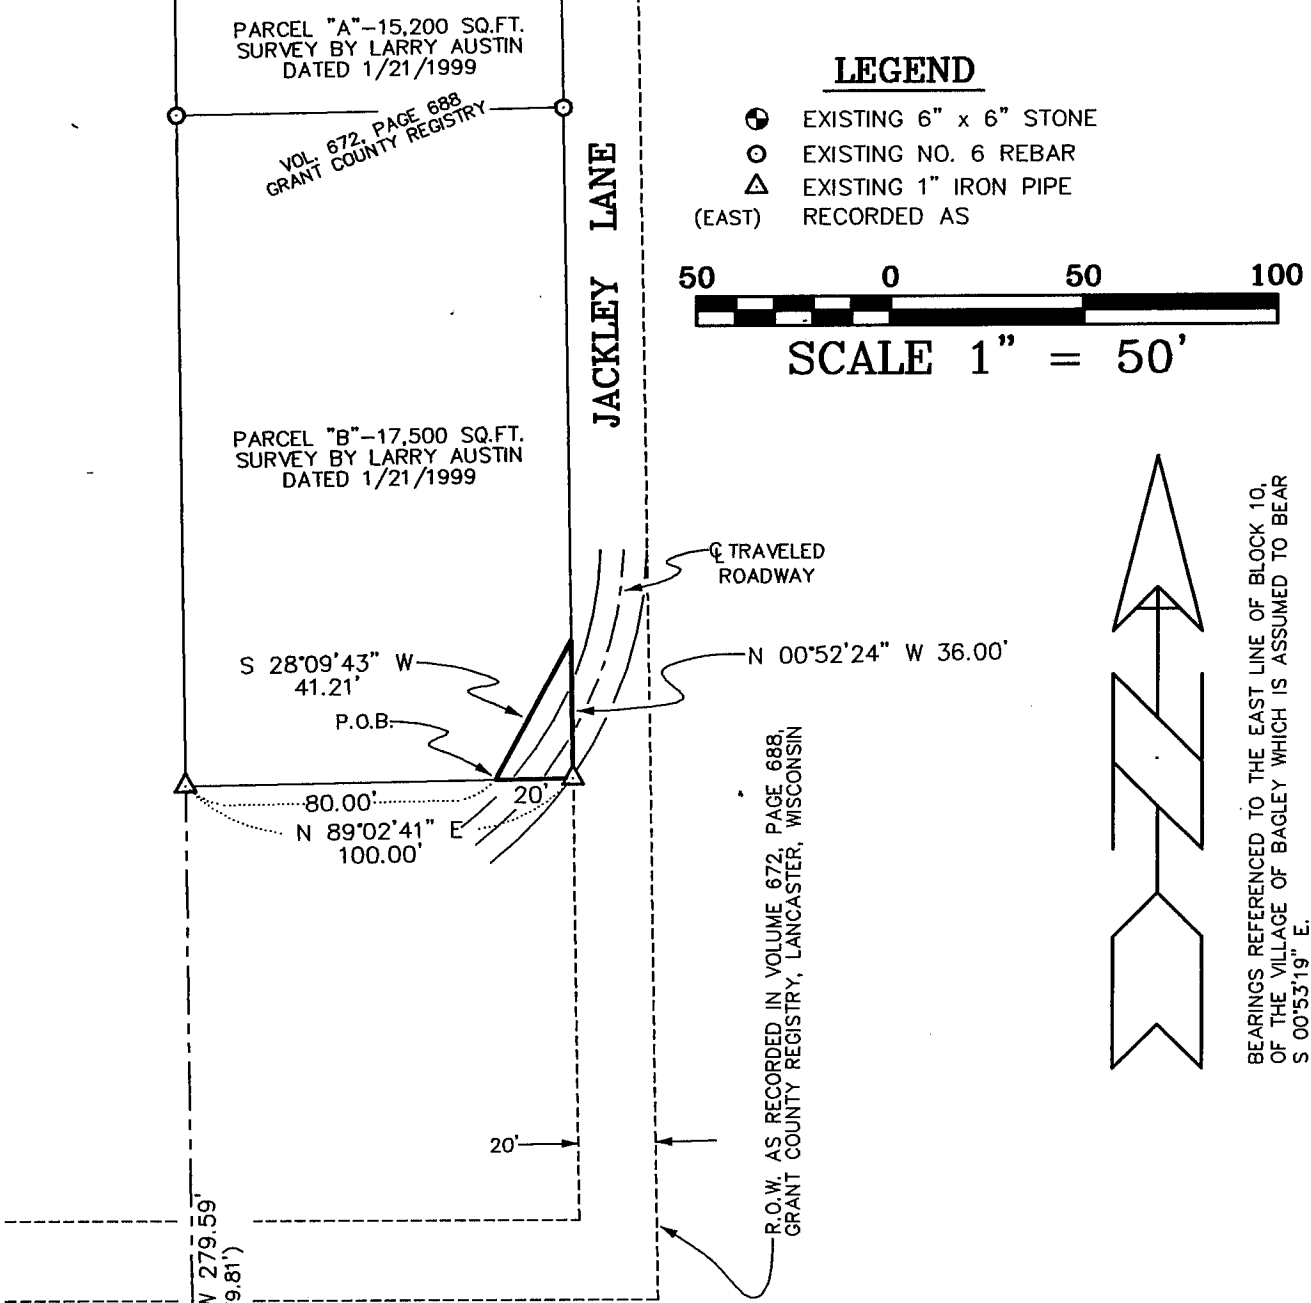 PARCEL "A"-15,200 SQ.FT.
SURVEY BY LARRY AUSTIN
DATED 1/21/1999
VOL. 672, PAGE 688
GRANT COUNTY REGISTRY
JACKLEY LANE
LEGEND
EXISTING 6" x 6" STONE
EXISTING NO. 6 REBAR
EXISTING 1" IRON PIPE
(EAST) RECORDED AS
50 0 50 100
SCALE 1" = 50'
PARCEL "B"-17,500 SQ.FT.
SURVEY BY LARRY AUSTIN
DATED 1/21/1999
℄ TRAVELED
ROADWAY
S 28°09'43" W
41.21'
N 00°52'24" W 36.00'
P.O.B.
80.00'
20'
N 89°02'41" E
100.00'
R.O.W. AS RECORDED IN VOLUME 672, PAGE 688,
GRANT COUNTY REGISTRY, LANCASTER, WISCONSIN
BEARINGS REFERENCED TO THE EAST LINE OF BLOCK 10,
OF THE VILLAGE OF BAGLEY WHICH IS ASSUMED TO BEAR
S 00°53'19" E.
20'
279.59'
9.81')